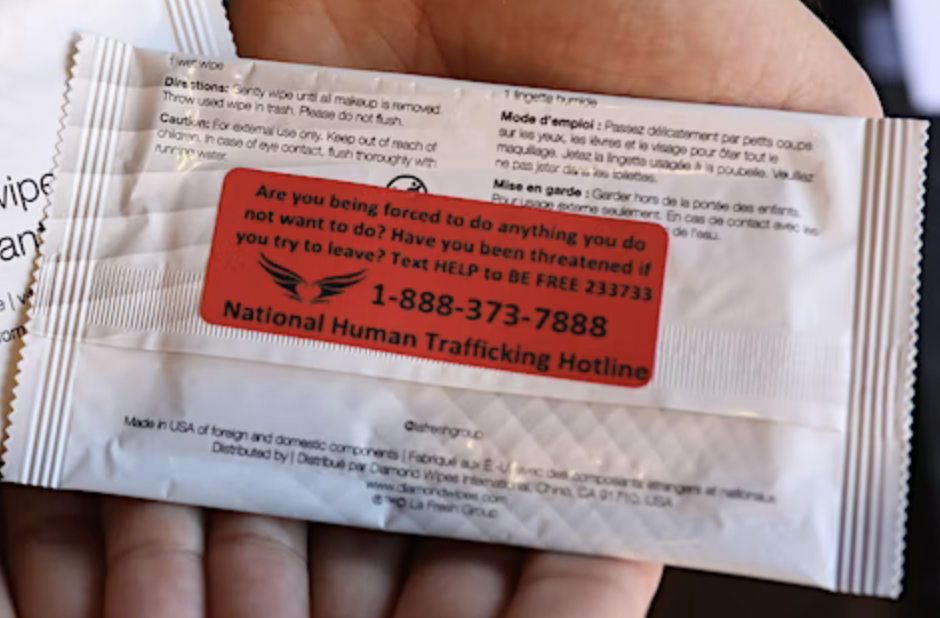 1 wet wipe
Directions: Gently wipe until all makeup is removed.
Throw used wipe in trash. Please do not flush.
Caution: For external use only. Keep out of reach of
children. In case of eye contact, flush thoroughly with
running water.
1 lingette humide
Mode d'emploi : Passez délicatement par petits coups
sur les yeux, les lèvres et le visage pour ôter tout le
maquillage. Jetez la lingette usagée à la poubelle. Veuillez
ne pas jeter dans les toilettes.
Mise en garde : Garder hors de la portée des enfants.
Pour usage externe seulement. En cas de contact avec les
de l'eau.
Are you being forced to do anything you do
not want to do? Have you been threatened if
you try to leave? Text HELP to BE FREE 233733
1-888-373-7888
National Human Trafficking Hotline
@lafreshgroup
Made in USA of foreign and domestic components | Fabriqué aux É.-U. avec des composants étrangers et nationaux
Distributed by | Distribué par Diamond Wipes International, Chino, CA 91710, USA
www.diamondwipes.com
®™© La Fresh Group